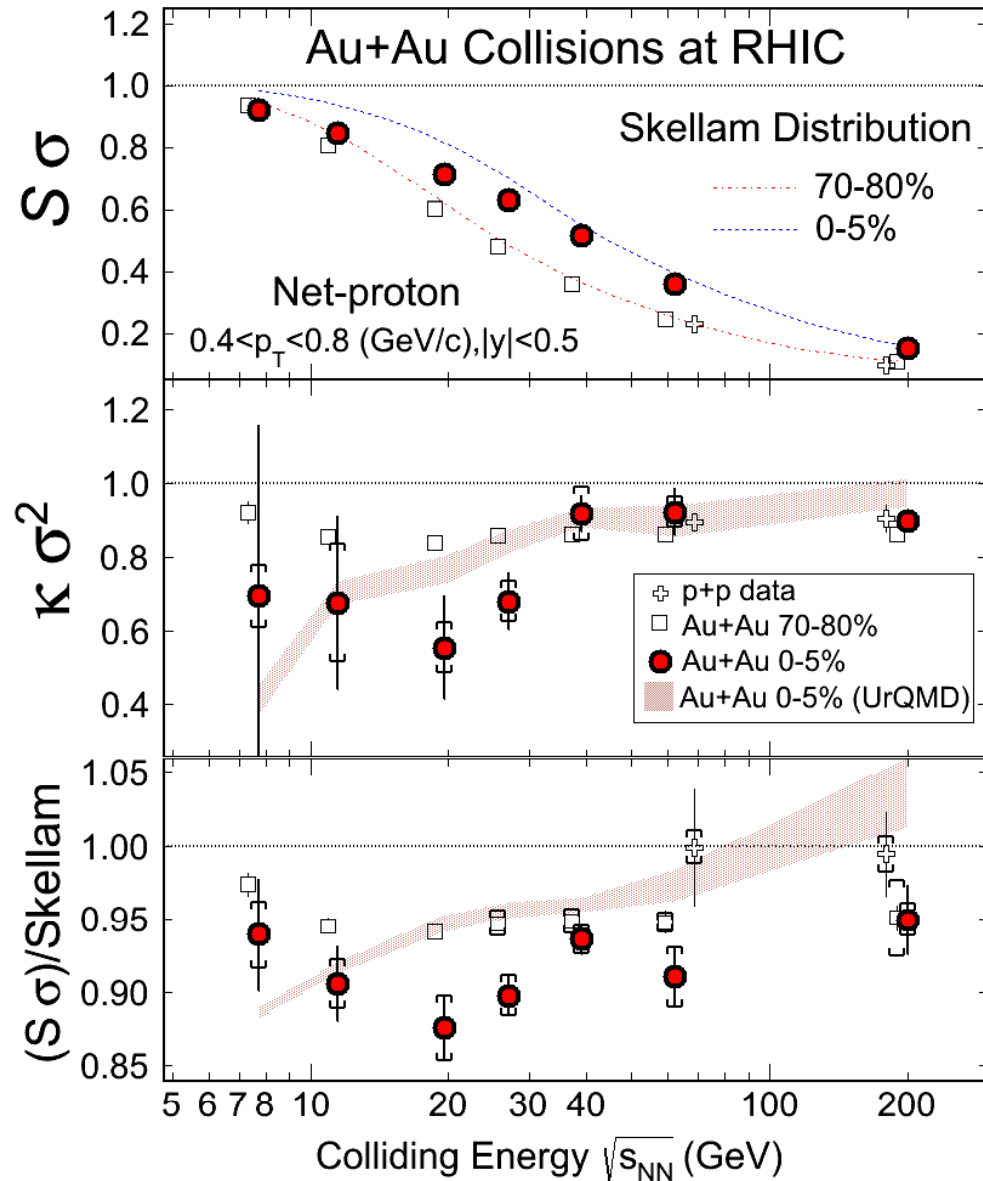 Au+Au Collisions at RHIC
Skellam Distribution
70-80%
0-5%
Net-proton
0.4<p_T<0.8 (GeV/c),|y|<0.5
S σ
1.2
1.0
0.8
0.6
0.4
0.2
κ σ²
1.2
1.0
0.8
0.6
0.4
p+p data
Au+Au 70-80%
Au+Au 0-5%
Au+Au 0-5% (UrQMD)
(S σ)/Skellam
1.05
1.00
0.95
0.90
0.85
5 6 7 8 10 20 30 40 100 200
Colliding Energy √s_NN (GeV)